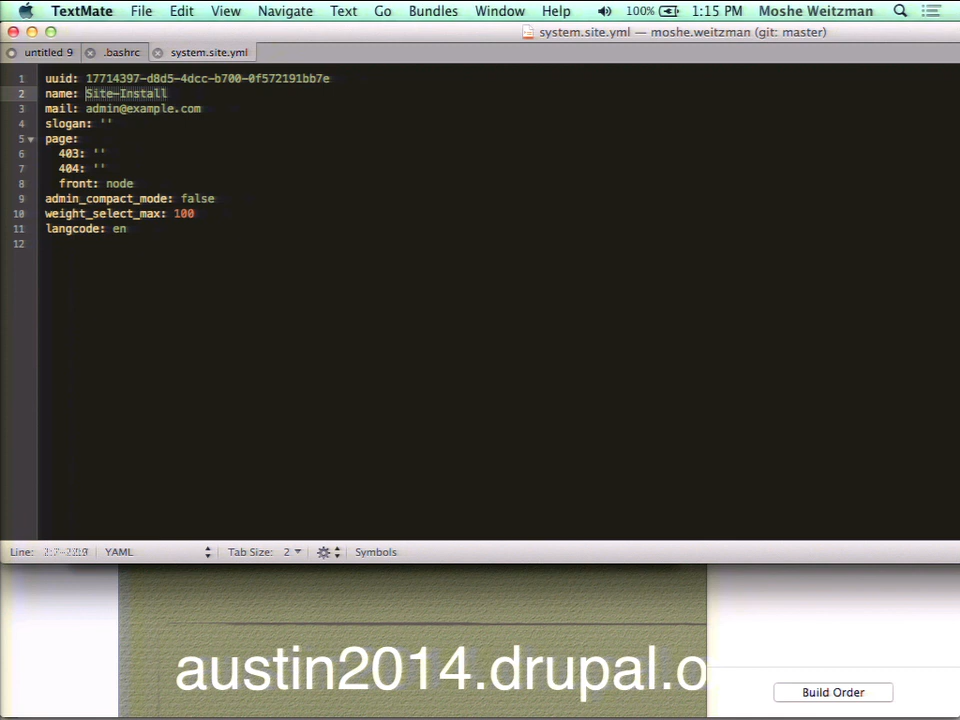 TextMate File Edit View Navigate Text Go Bundles Window Help 100% 1:15 PM Moshe Weitzman
system.site.yml — moshe.weitzman (git: master)
untitled 9 .bashrc system.site.yml
1 uuid: 17714397-d8d5-4dcc-b700-0f572191bb7e
2 name: Site-Install
3 mail: admin@example.com
4 slogan: ''
5 page:
6 403: ''
7 404: ''
8 front: node
9 admin_compact_mode: false
10 weight_select_max: 100
11 langcode: en
12
Line: YAML Tab Size: 2 Symbols
austin2014.drupal.o
Build Order